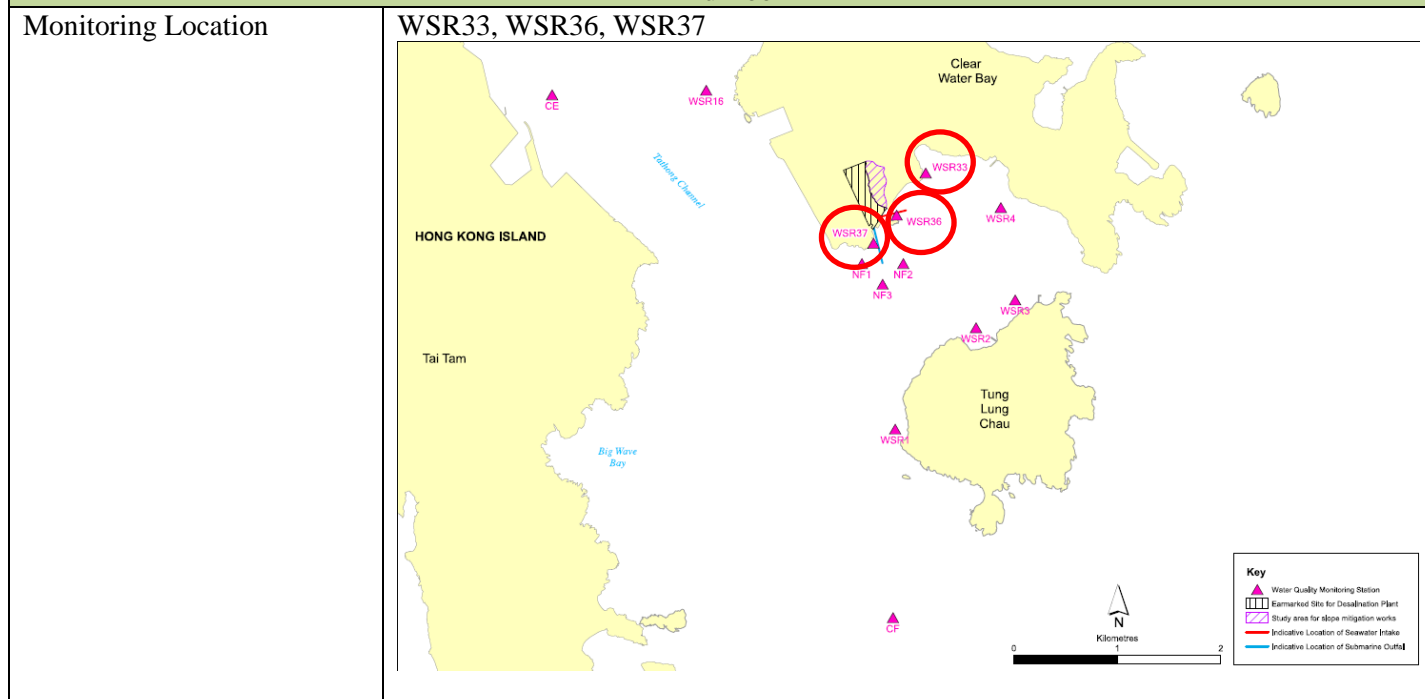 Monitoring Location
WSR33, WSR36, WSR37
Clear
Water Bay
CE
WSR16
Tathong Channel
WSR33
WSR36
WSR4
WSR37
HONG KONG ISLAND
NF1
NF2
NF3
WSR3
WSR2
Tai Tam
Tung
Lung
Chau
WSR1
Big Wave
Bay
CF
N
Kilometres
0 1 2
Key
Water Quality Monitoring Station
Earmarked Site for Desalination Plant
Study area for slope mitigation works
Indicative Location of Seawater Intake
Indicative Location of Submarine Outfall